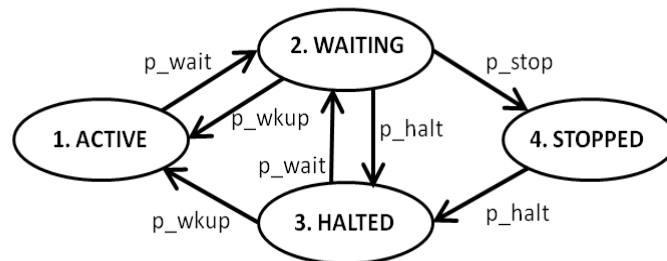 2. WAITING
p_wait
p_stop
p_wkup
p_halt
1. ACTIVE
4. STOPPED
p_wait
p_wkup
3. HALTED
p_halt